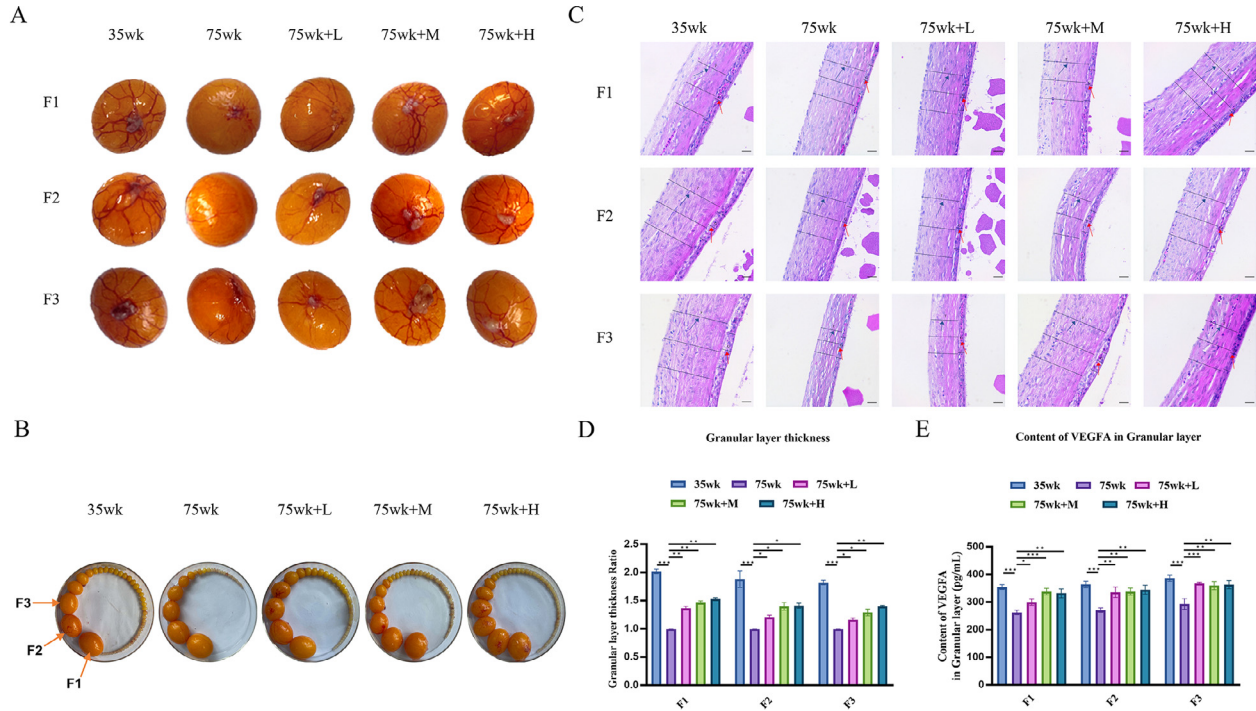 A
35wk 75wk 75wk+L 75wk+M 75wk+H
F1
F2
F3
B
35wk 75wk 75wk+L 75wk+M 75wk+H
F3
F2
F1
C
35wk 75wk 75wk+L 75wk+M 75wk+H
F1
F2
F3
D
Granular layer thickness
35wk 75wk 75wk+L
75wk+M 75wk+H
Granular layer thickness Ratio
2.5
2.0
1.5
1.0
0.5
0.0
*** ** ** **
*** * * *
*** * * **
F1 F2 F3
E
Content of VEGFA in Granular layer
35wk 75wk 75wk+L
75wk+M 75wk+H
Content of VEGFA
in Granular layer (pg/mL)
500
400
300
200
100
0
*** * *** **
*** ** ** **
*** *** ** **
F1 F2 F3